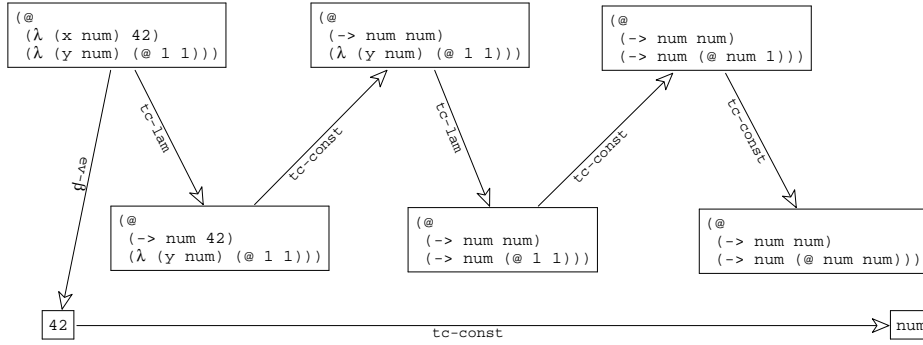 (@
(λ (x num) 42)
(λ (y num) (@ 1 1)))
(@
(-> num num)
(λ (y num) (@ 1 1)))
(@
(-> num num)
(-> num (@ num 1)))
ev-β
tc-lam
tc-const
tc-lam
tc-const
tc-const
(@
(-> num 42)
(λ (y num) (@ 1 1)))
(@
(-> num num)
(-> num (@ 1 1)))
(@
(-> num num)
(-> num (@ num num)))
42
tc-const
num